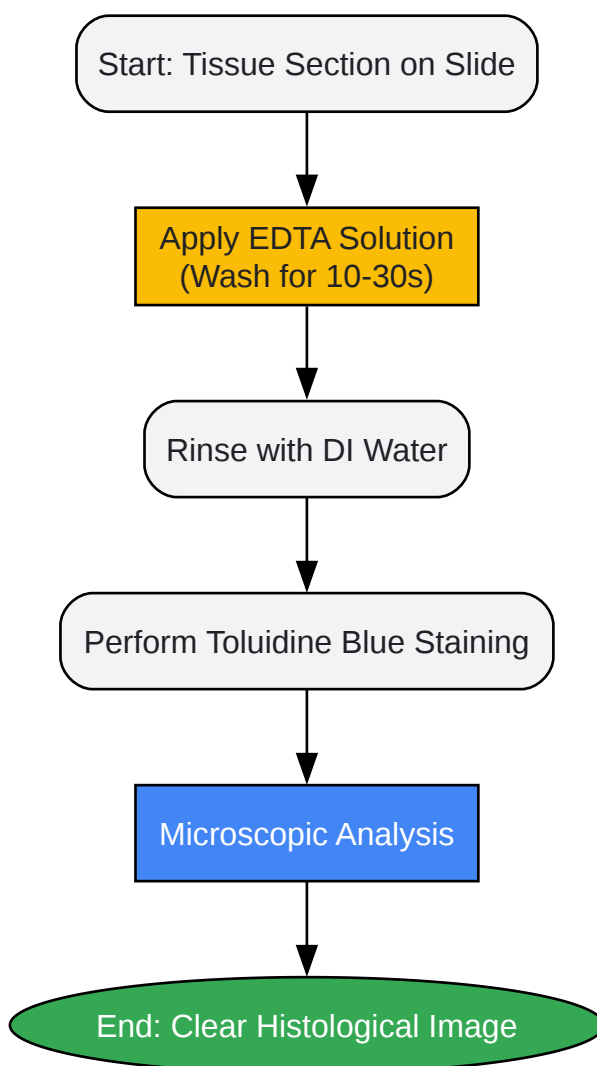 Start: Tissue Section on Slide
Apply EDTA Solution
(Wash for 10-30s)
Rinse with DI Water
Perform Toluidine Blue Staining
Microscopic Analysis
End: Clear Histological Image